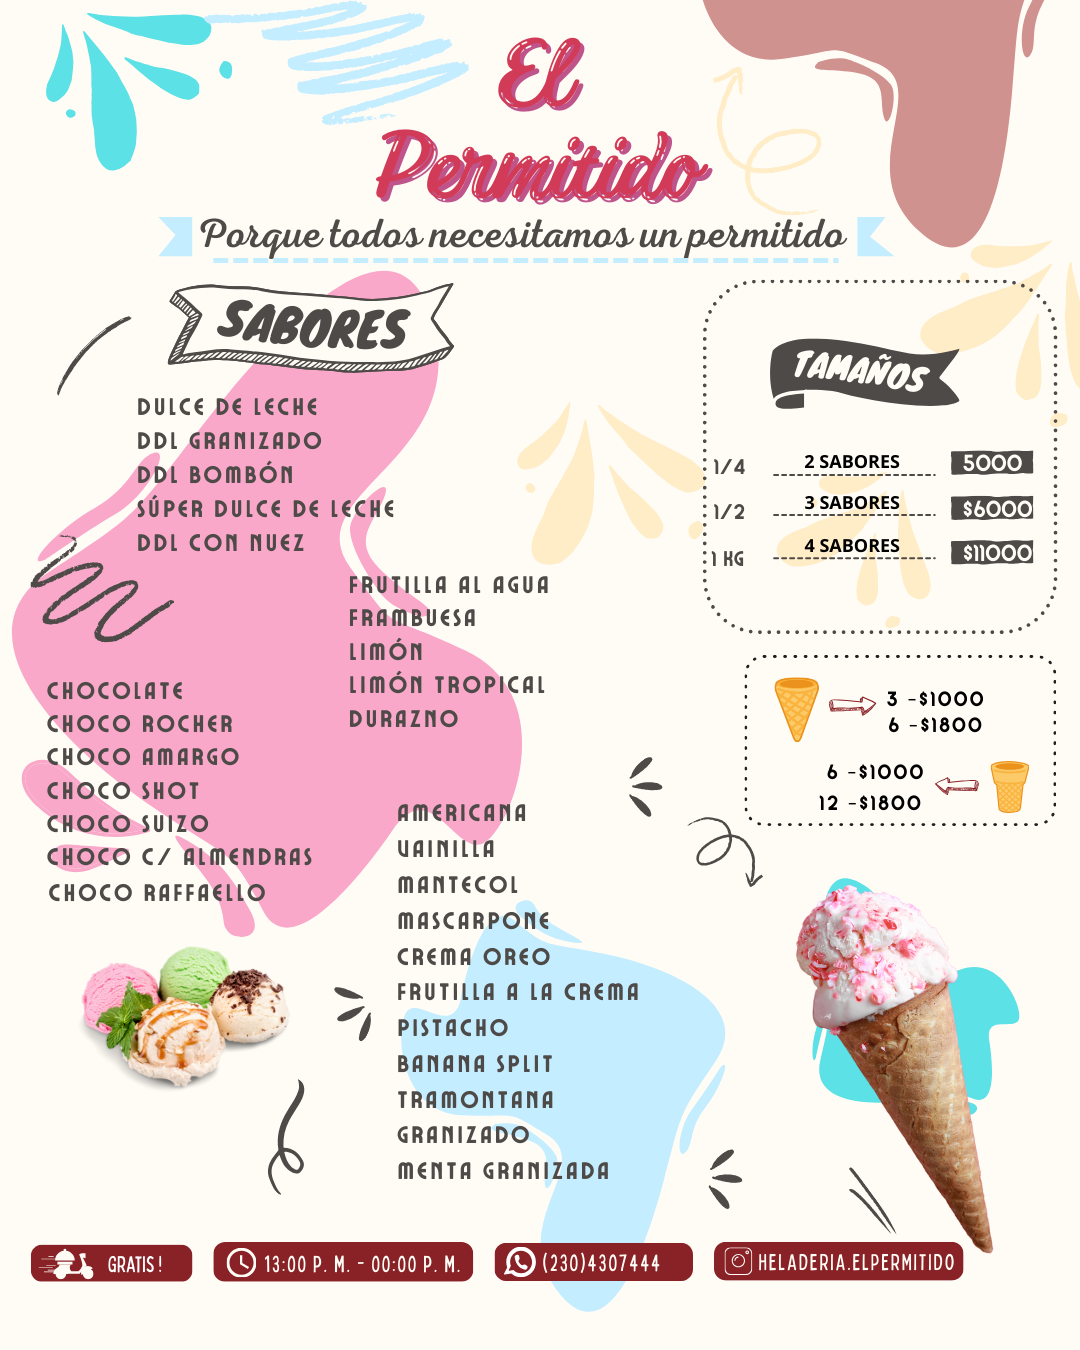 El
Permitido
Porque todos necesitamos un permitido
SABORES
DULCE DE LECHE
DDL GRANIZADO
DDL BOMBÓN
SÚPER DULCE DE LECHE
DDL CON NUEZ
FRUTILLA AL AGUA
FRAMBUESA
LIMÓN
LIMÓN TROPICAL
DURAZNO
CHOCOLATE
CHOCO ROCHER
CHOCO AMARGO
CHOCO SHOT
CHOCO SUIZO
CHOCO C/ ALMENDRAS
CHOCO RAFFAELLO
AMERICANA
VAINILLA
MANTECOL
MASCARPONE
CREMA OREO
FRUTILLA A LA CREMA
PISTACHO
BANANA SPLIT
TRAMONTANA
GRANIZADO
MENTA GRANIZADA
TAMAÑOS
1/4 2 SABORES 5000
1/2 3 SABORES $6000
1 KG 4 SABORES $11000
3 -$1000
6 -$1800
6 -$1000
12 -$1800
GRATIS!
13:00 P. M. - 00:00 P. M.
(230)4307444
HELADERIA.ELPERMITIDO